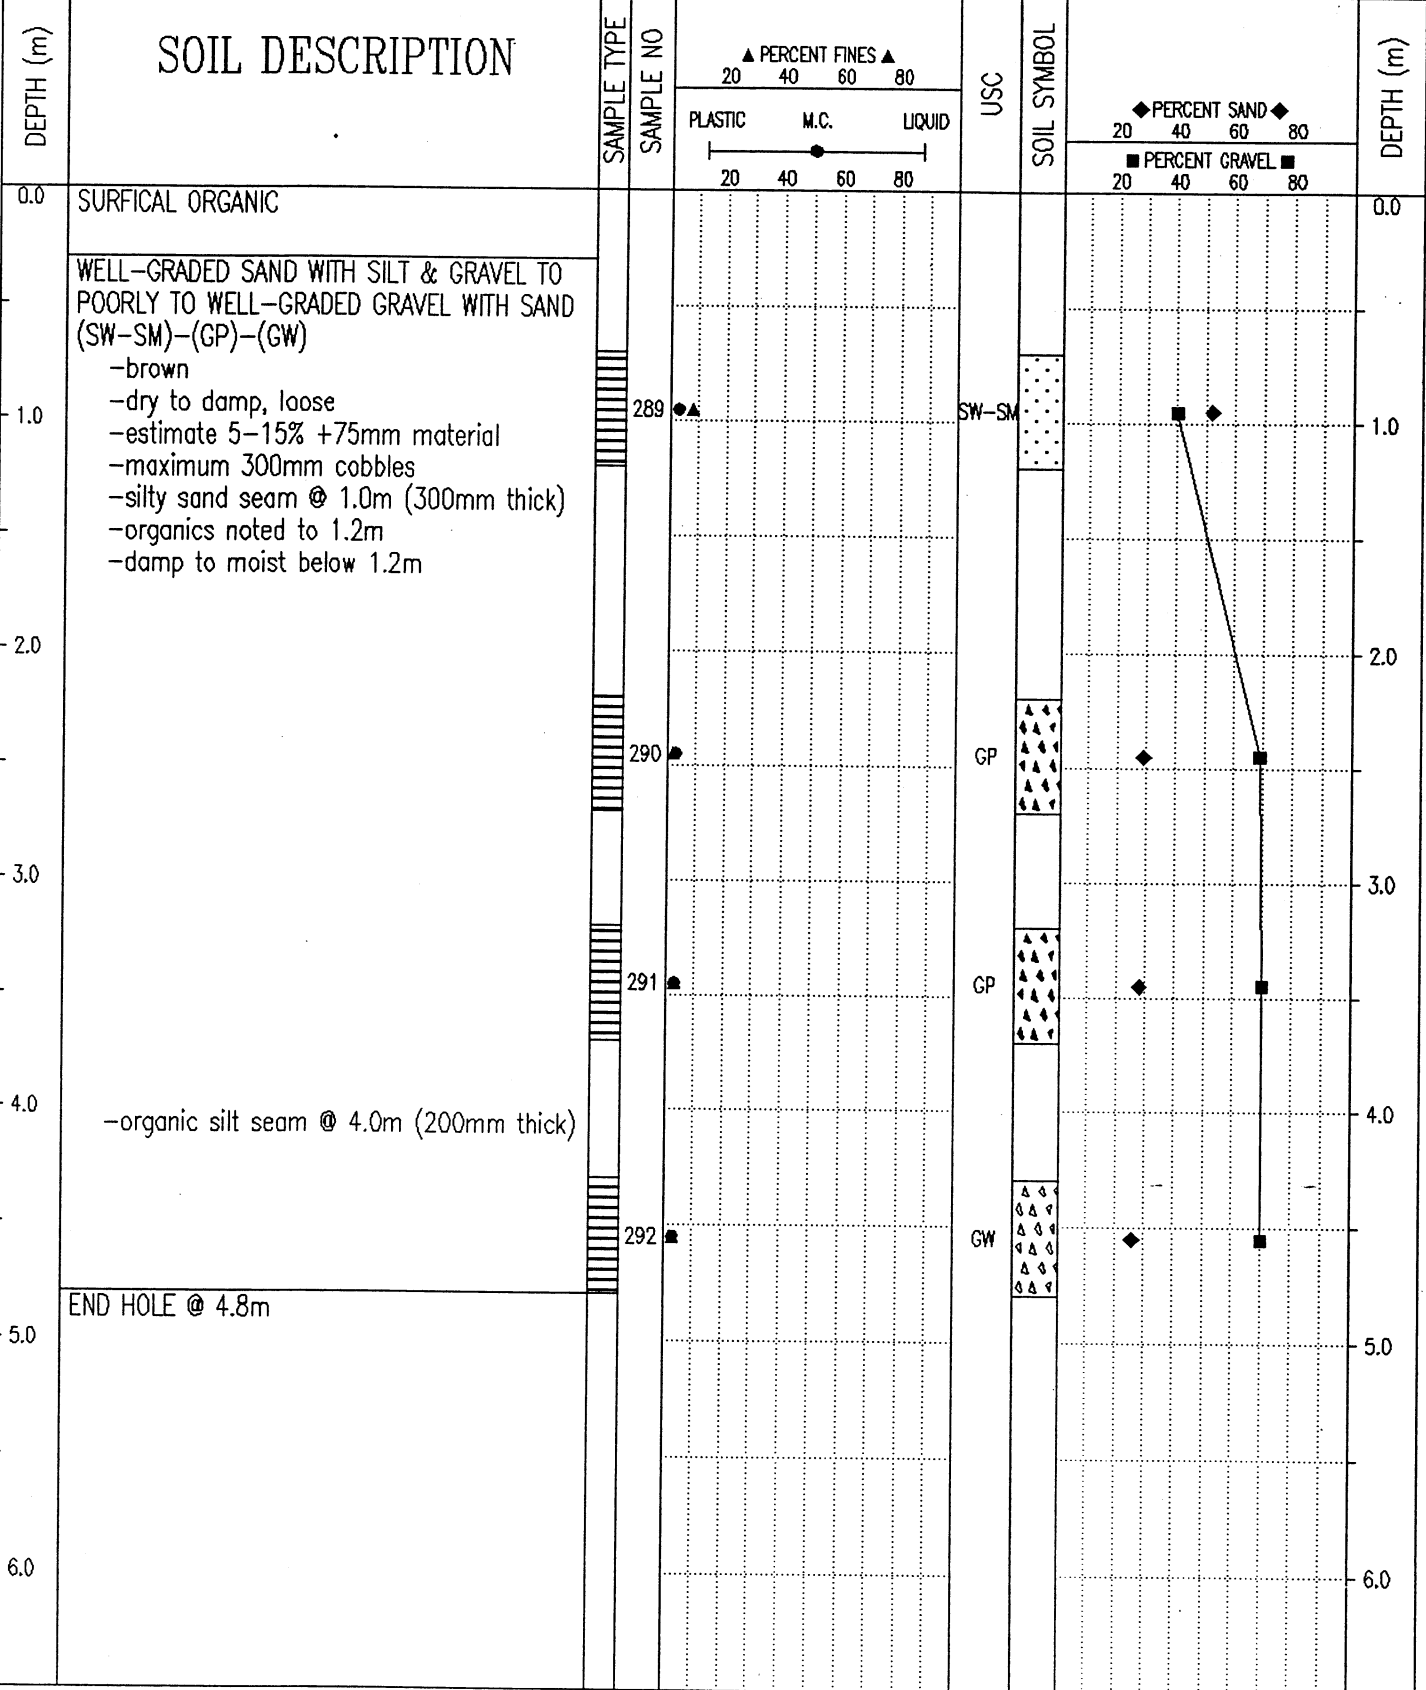 DEPTH (m)
SOIL DESCRIPTION
SAMPLE TYPE
SAMPLE NO
▲ PERCENT FINES ▲
20 40 60 80
PLASTIC M.C. LIQUID
20 40 60 80
USC
SOIL SYMBOL
◆PERCENT SAND◆
20 40 60 80
■ PERCENT GRAVEL ■
20 40 60 80
DEPTH (m)
0.0
SURFICAL ORGANIC
0.0
WELL-GRADED SAND WITH SILT & GRAVEL TO
POORLY TO WELL-GRADED GRAVEL WITH SAND
(SW-SM)-(GP)-(GW)
-brown
-dry to damp, loose
1.0
289
SW-SM
1.0
-estimate 5-15% +75mm material
-maximum 300mm cobbles
-silty sand seam @ 1.0m (300mm thick)
-organics noted to 1.2m
-damp to moist below 1.2m
2.0
2.0
290
GP
3.0
3.0
291
GP
4.0
4.0
-organic silt seam @ 4.0m (200mm thick)
292
GW
END HOLE @ 4.8m
5.0
5.0
6.0
6.0